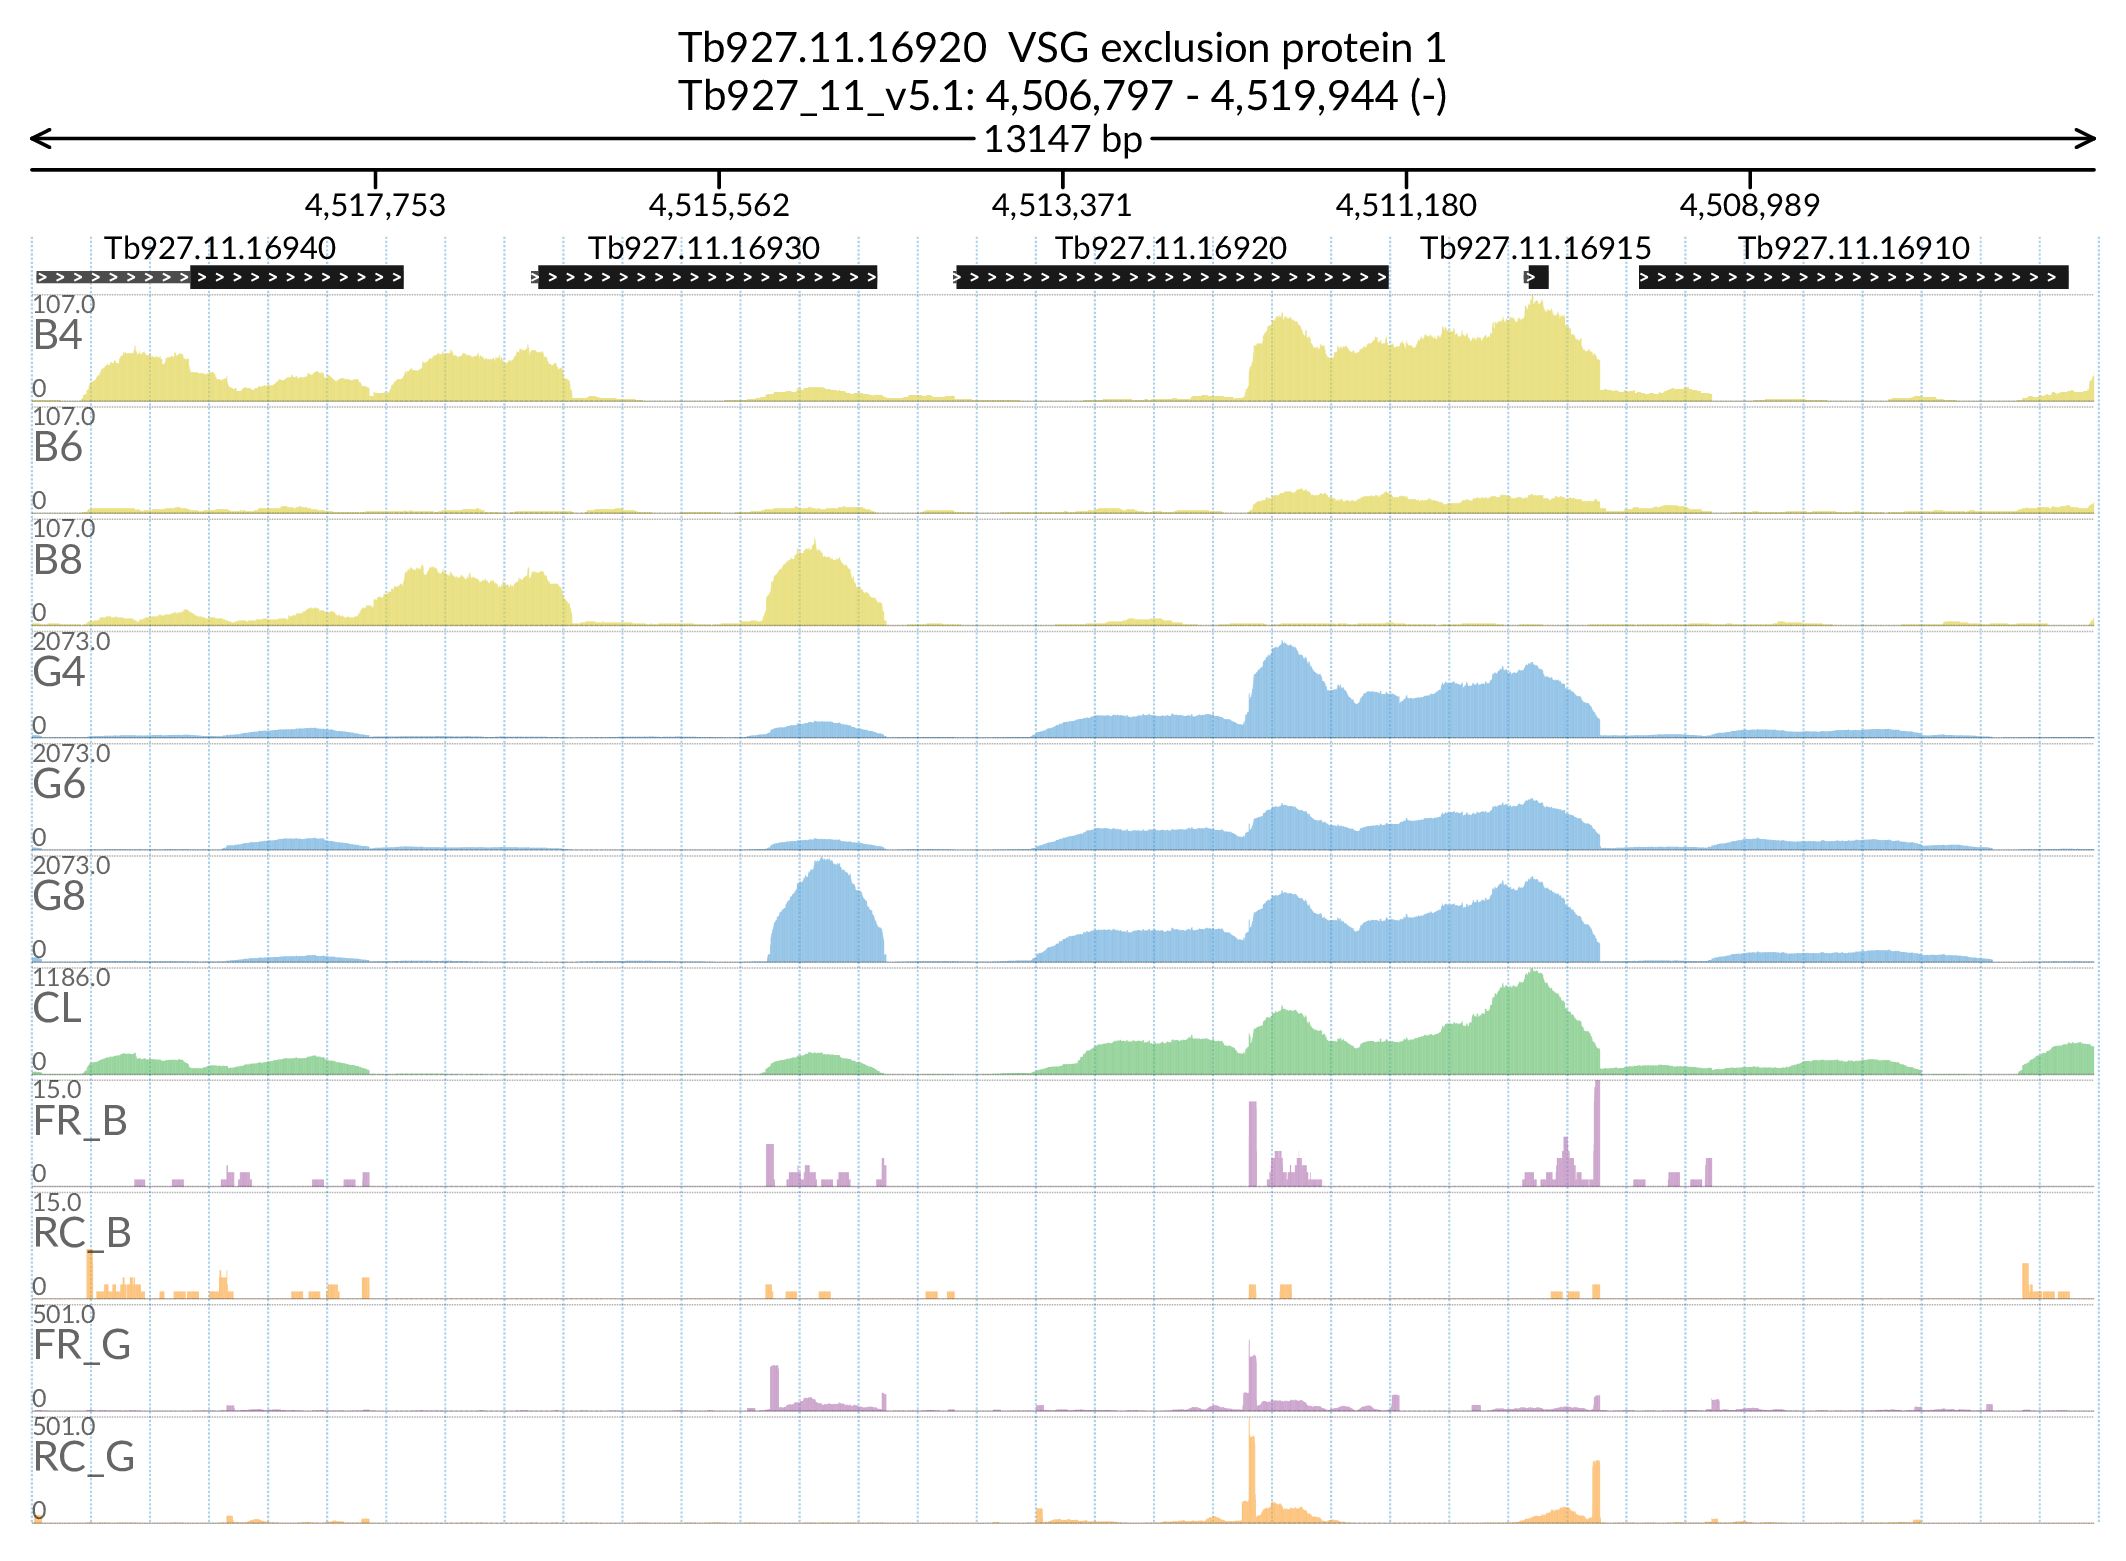 Tb927.11.16920 VSG exclusion protein 1
Tb927_11_v5.1: 4,506,797 - 4,519,944 (-)
13147 bp
4,517,753 4,515,562 4,513,371 4,511,180 4,508,989
Tb927.11.16940 Tb927.11.16930 Tb927.11.16920 Tb927.11.16915 Tb927.11.16910
107.0
B4
0
107.0
B6
0
107.0
B8
0
2073.0
G4
0
2073.0
G6
0
2073.0
G8
0
1186.0
CL
0
15.0
FR_B
0
15.0
RC_B
0
501.0
FR_G
0
501.0
RC_G
0